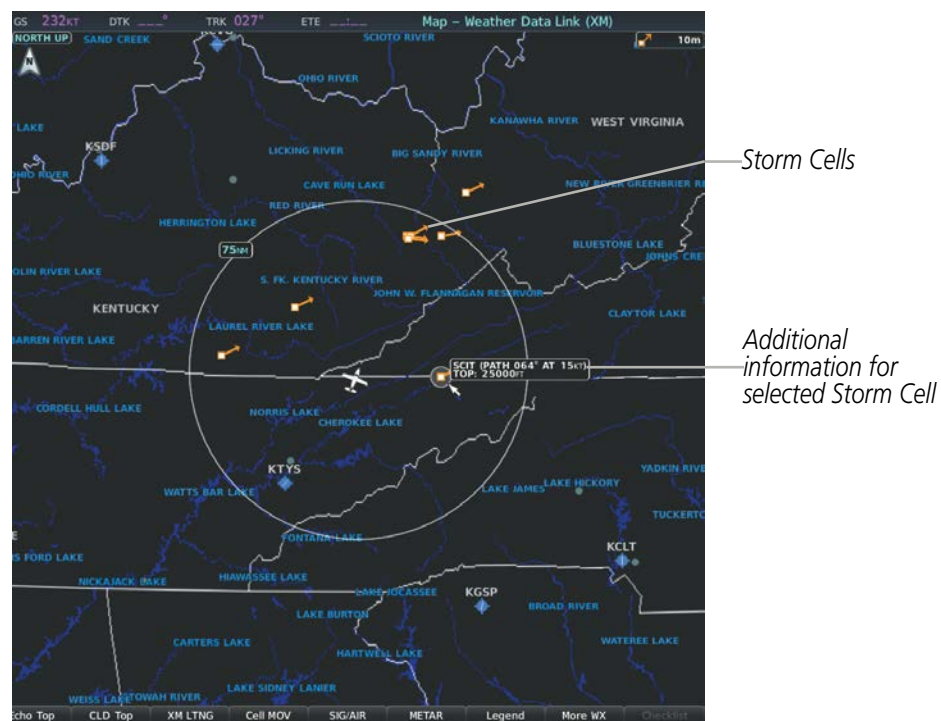 GS 232KT DTK ___° TRK 027° ETE __:__ Map – Weather Data Link (XM)
NORTH UP
SAND CREEK
SCIOTO RIVER
10m
N
OHIO RIVER
KANAWHA RIVER
WEST VIRGINIA
LAKE
KSDF
LICKING RIVER
BIG SANDY RIVER
Storm Cells
OHIO RIVER
CAVE RUN LAKE
NEW RIVER GREENBRIER RI
RED RIVER
HERRINGTON LAKE
75NM
BLUESTONE LAKE
JOHNS CRE
OLIN RIVER LAKE
S. FK. KENTUCKY RIVER
JOHN W. FLANNAGAN RESERVOIR
KENTUCKY
CLAYTOR LAKE
LAUREL RIVER LAKE
BARREN RIVER LAKE
SCIT (PATH 064° AT 15KT)
TOP: 25000FT
Additional
information for
selected Storm Cell
CORDELL HULL LAKE
NORRIS LAKE
CHEROKEE LAKE
KTYS
YADKIN RIVE
WATTS BAR LAKE
LAKE JAMES
LAKE HICKORY
TUCKERTO
E
FONTANA LAKE
KCLT
S FORD LAKE
NICKAJACK LAKE
HIAWASSEE LAKE
LAKE JOCASSEE
KGSP
BROAD RIVER
LAKE BURTON
CARTERS LAKE
WATEREE LAKE
HARTWELL LAKE
LAKE SIDNEY LANIER
WEISS LAKE
ETOWAH RIVER
Echo Top CLD Top XM LTNG Cell MOV SIG/AIR METAR Legend More WX Checklist